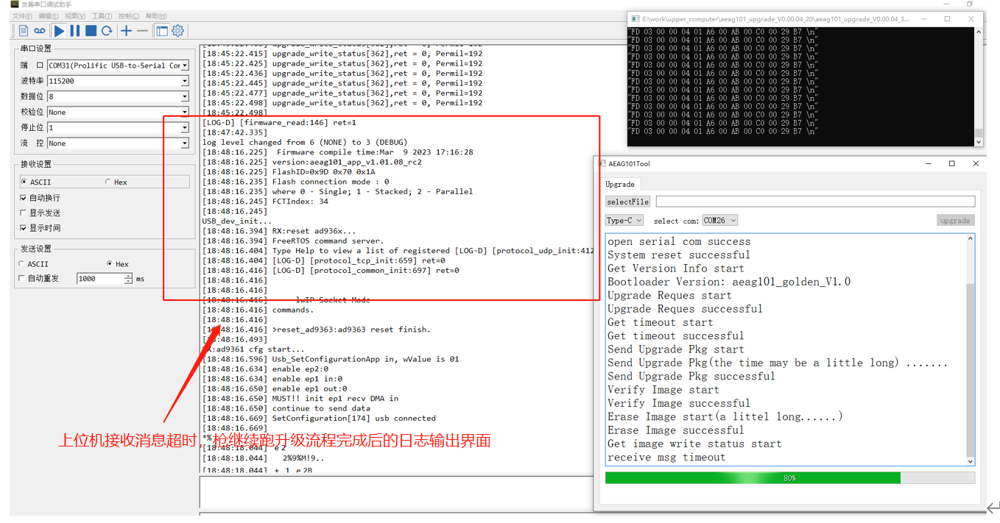 友善串口调试助手
文件(F) 编辑(E) 视图(V) 工具(T) 控制(C) 帮助(H)
串口设置
端 口 COM31(Prolific USB-to-Serial Com
波特率 115200
数据位 8
校验位 None
停止位 1
流 控 None
接收设置
ASCII Hex
自动换行
显示发送
显示时间
发送设置
ASCII Hex
自动重发 1000 ms
[18:45:22.415] upgrade_write_status[362],ret = 0, Permil=192
[18:45:22.425] upgrade_write_status[362],ret = 0, Permil=192
[18:45:22.436] upgrade_write_status[362],ret = 0, Permil=192
[18:45:22.445] upgrade_write_status[362],ret = 0, Permil=192
[18:45:22.477] upgrade_write_status[362],ret = 0, Permil=192
[18:45:22.498] upgrade_write_status[362],ret = 0, Permil=192
[18:45:22.498]
[LOG-D] [firmware_read:146] ret=1
[18:47:42.335]
log level changed from 6 (NONE) to 3 (DEBUG)
[18:48:16.225] Firmware compile time:Mar 9 2023 17:16:28
[18:48:16.225] version:aeag101_app_v1.01.08_rc2
[18:48:16.225] FlashID=0x9D 0x70 0x1A
[18:48:16.235] Flash connection mode : 0
[18:48:16.235] where 0 - Single; 1 - Stacked; 2 - Parallel
[18:48:16.245] FCTIndex: 34
[18:48:16.245]
USB_dev_init...
[18:48:16.394] RX:reset ad936x...
[18:48:16.394] FreeRTOS command server.
[18:48:16.404] Type Help to view a list of registered [LOG-D] [protocol_udp_init:412
[18:48:16.404] [LOG-D] [protocol_tcp_init:659] ret=0
[18:48:16.416] [LOG-D] [protocol_common_init:697] ret=0
[18:48:16.416]
[18:48:16.416]
[18:48:16.416] -----lwIP Socket Mode
[18:48:16.416] commands.
[18:48:16.416]
[18:48:16.416] >reset_ad9363:ad9363 reset finish.
[18:48:16.493]
RX:ad9361 cfg start...
[18:48:16.596] Usb_SetConfigurationApp in, wValue is 01
[18:48:16.634] enable ep2:0
[18:48:16.634] enable ep1 in:0
[18:48:16.650] enable ep1 out:0
[18:48:16.650] MUST!! init ep1 recv DMA in
[18:48:16.650] continue to send data
[18:48:16.669] SetConfiguration[174] usb connected
[18:48:16.669]
*%
上位机接收消息超时，枪继续跑升级流程完成后的日志输出界面
[18:48:18.044] e2
[18:48:18.044] 2%9%M!9..
[18:48:18.044] + 1 e2B
E:\work\upper_computer\aeag101_upgrade_V0.00.04_20\aeag101_upgrade_V0.00.04_3...
"FD 03 00 00 04 01 A6 00 AB 00 C0 00 29 B7 \n"
"FD 03 00 00 04 01 A6 00 AB 00 C0 00 29 B7 \n"
"FD 03 00 00 04 01 A6 00 AB 00 C0 00 29 B7 \n"
"FD 03 00 00 04 01 A6 00 AB 00 C0 00 29 B7 \n"
"FD 03 00 00 04 01 A6 00 AB 00 C0 00 29 B7 \n"
"FD 03 00 00 04 01 A6 00 AB 00 C0 00 29 B7 \n"
"FD 03 00 00 04 01 A6 00 AB 00 C0 00 29 B7 \n"
"FD 03 00 00 04 01 A6 00 AB 00 C0 00 29 B7 \n"
"FD 03 00 00 04 01 A6 00 AB 00 C0 00 29 B7 \n"
"FD 03 00 00 04 01 A6 00 AB 00 C0 00 29 B7 \n"
"FD 03 00 00 04 01 A6 00 AB 00 C0 00 29 B7 \n"
"FD 03 00 00 04 01 A6 00 AB 00 C0 00 29 B7 \n"
"FD 03 00 00 04 01 A6 00 AB 00 C0 00 29 B7 \n"
AEAG101Tool
Upgrade
selectFile
Type-C select com: COM26 upgrade
open serial com success
System reset successful
Get Version Info start
Bootloader Version: aeag101_golden_V1.0
Upgrade Reques start
Upgrade Reques successful
Get timeout start
Get timeout successful
Send Upgrade Pkg start
Send Upgrade Pkg(the time may be a little long) .......
Send Upgrade Pkg successful
Verify Image start
Verify Image successful
Erase Image start(a littel long......)
Erase Image successful
Get image write status start
receive msg timeout
80%